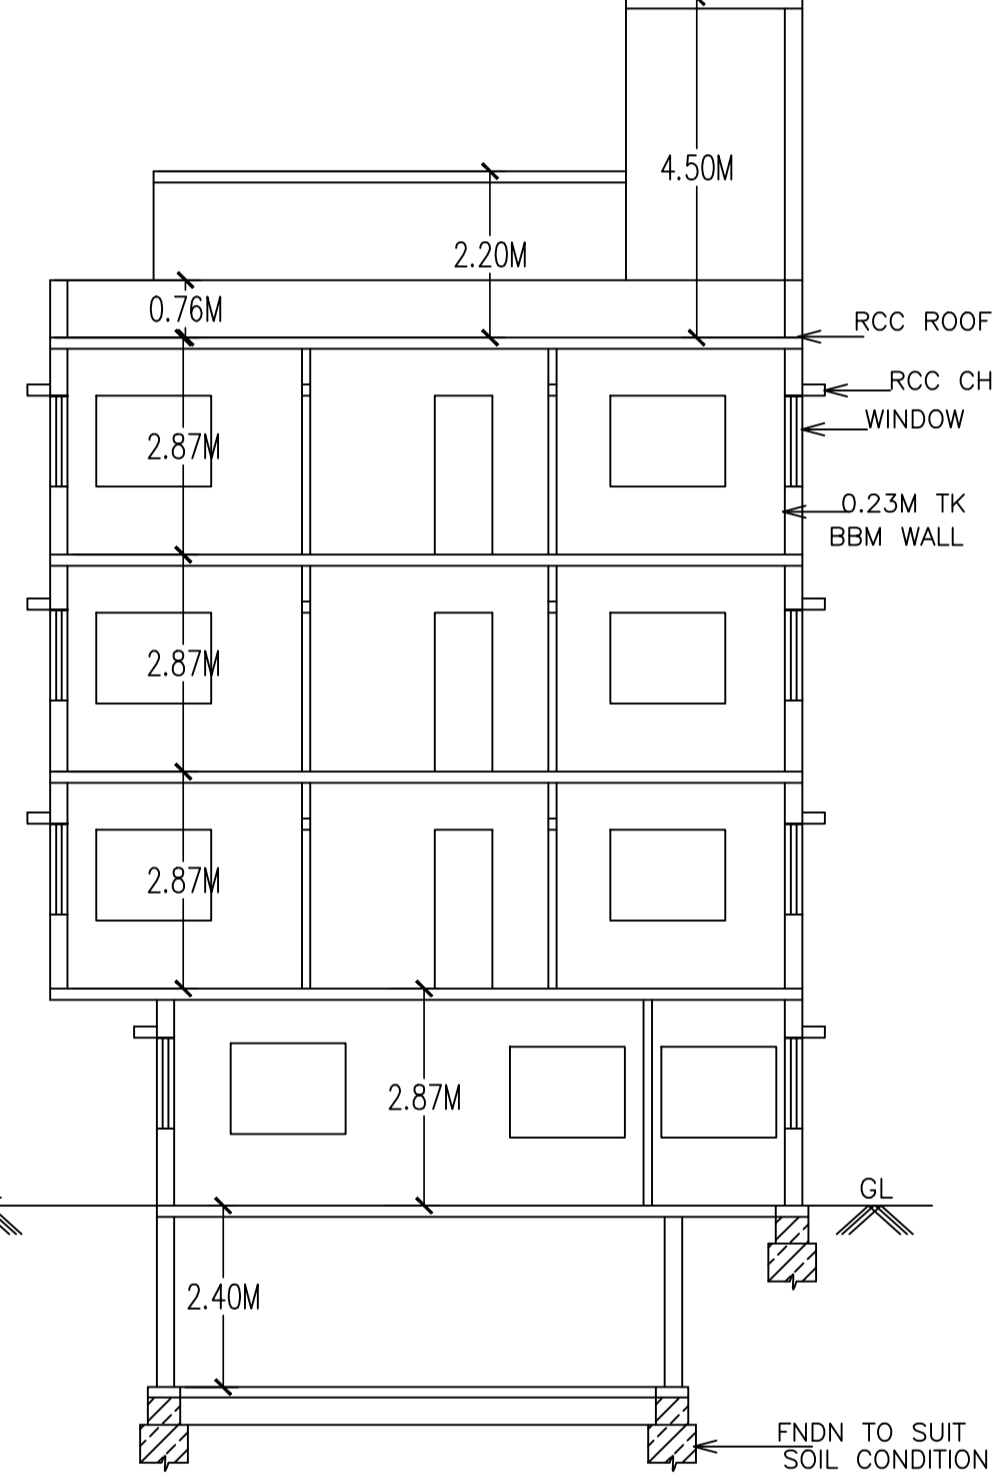 4.50M
2.20M
0.76M
RCC ROOF
RCC CH
2.87M
WINDOW
0.23M TK
BBM WALL
2.87M
2.87M
2.87M
GL
2.40M
FNDN TO SUIT
SOIL CONDITION